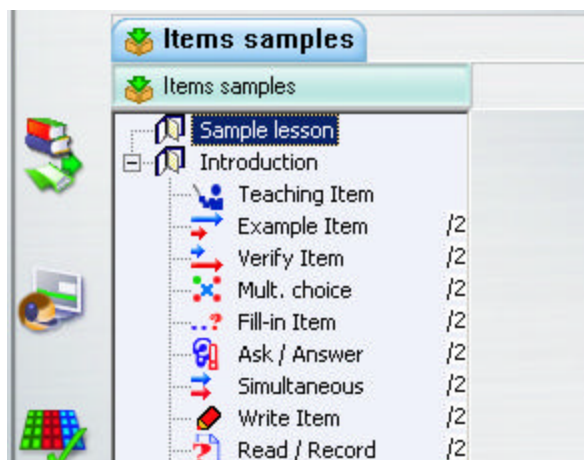 Items samples
Items samples
Sample lesson
Introduction
Teaching Item
Example Item /2
Verify Item /2
Mult. choice /2
Fill-in Item /2
Ask / Answer /2
Simultaneous /2
Write Item /2
Read / Record /2